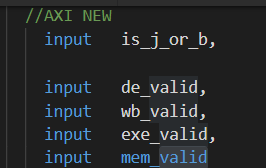 //AXI NEW
input is_j_or_b,
input de_valid,
input wb_valid,
input exe_valid,
input mem_valid